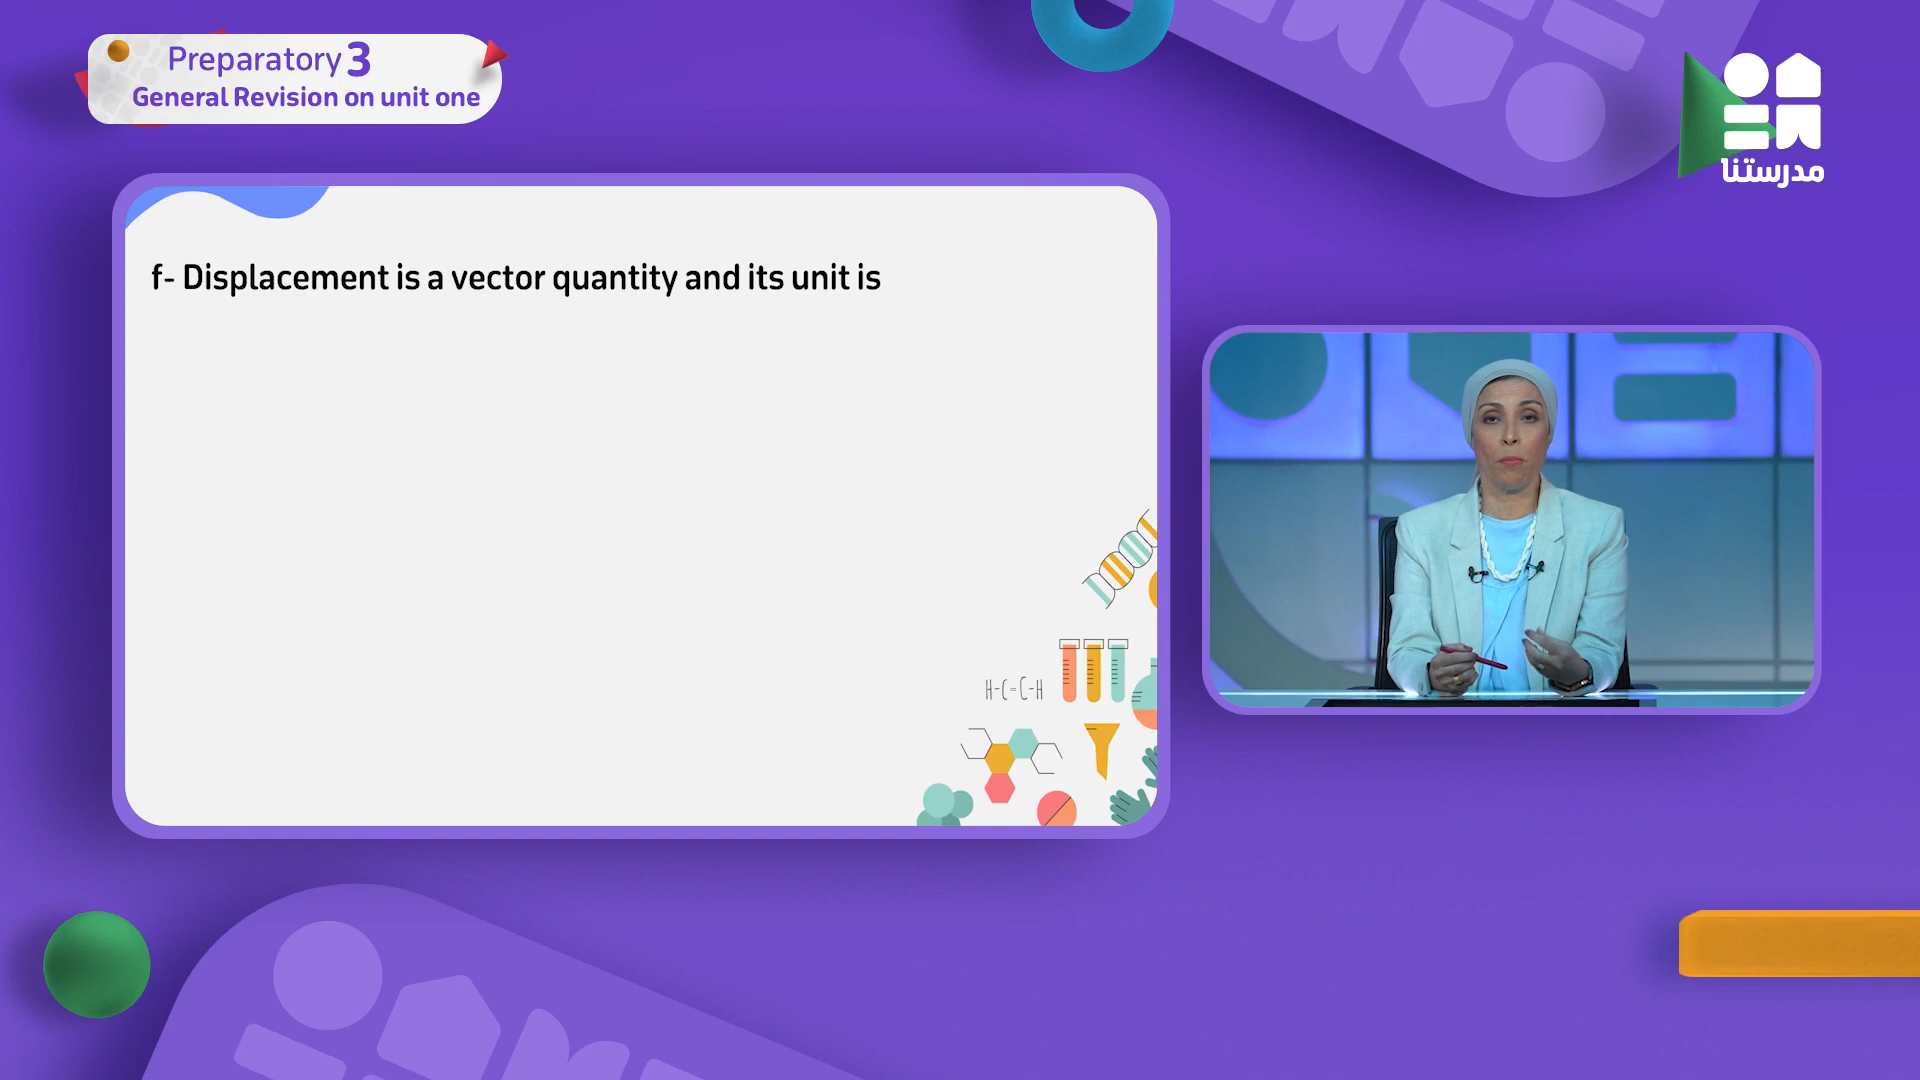 Preparatory 3
General Revision on unit one
مدرستنا
f- Displacement is a vector quantity and its unit is
H-C=C-H